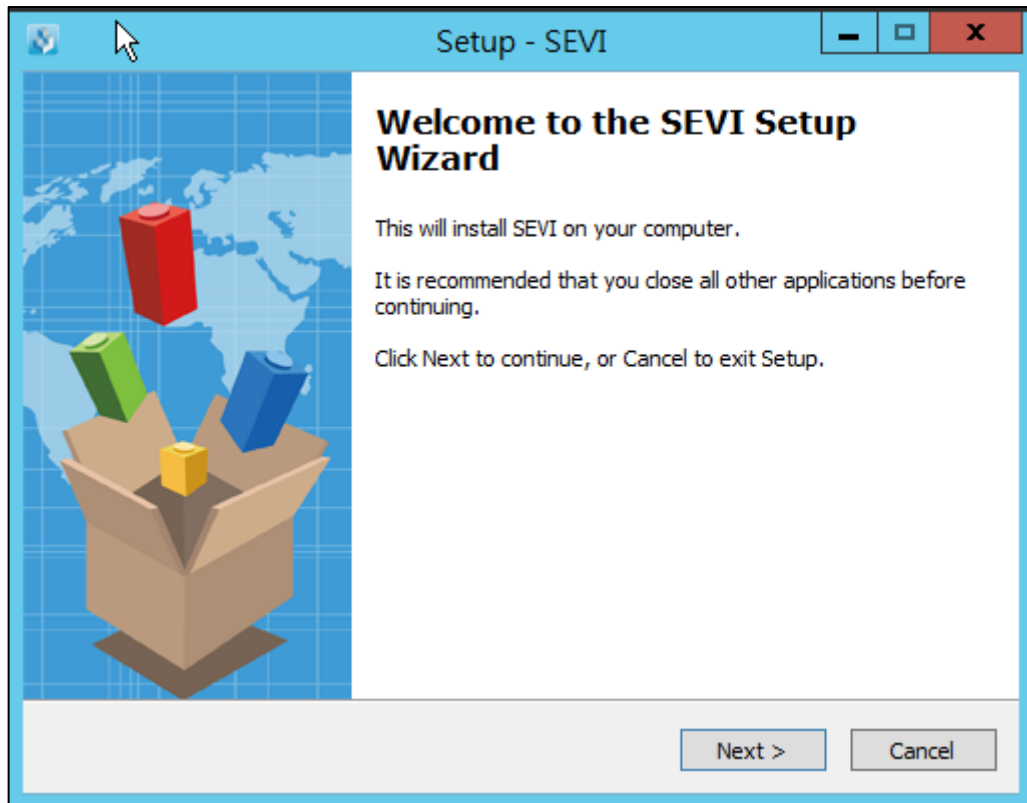 Setup - SEVI
Welcome to the SEVI Setup
Wizard
This will install SEVI on your computer.
It is recommended that you close all other applications before
continuing.
Click Next to continue, or Cancel to exit Setup.
Next >
Cancel